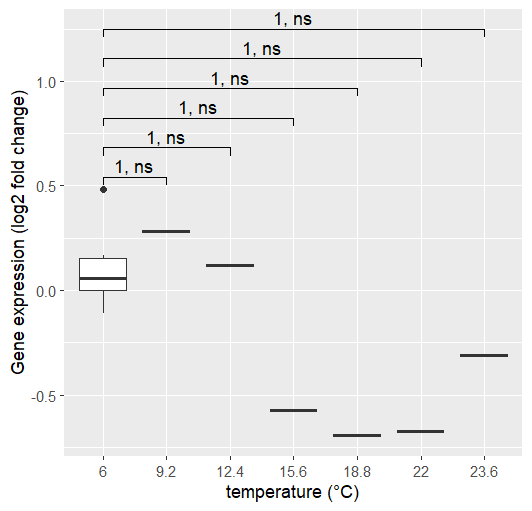 1, ns
1, ns
1, ns
1, ns
1, ns
1, ns
Gene expression (log2 fold change)
1.0
0.5
0.0
-0.5
6 9.2 12.4 15.6 18.8 22 23.6
temperature (°C)